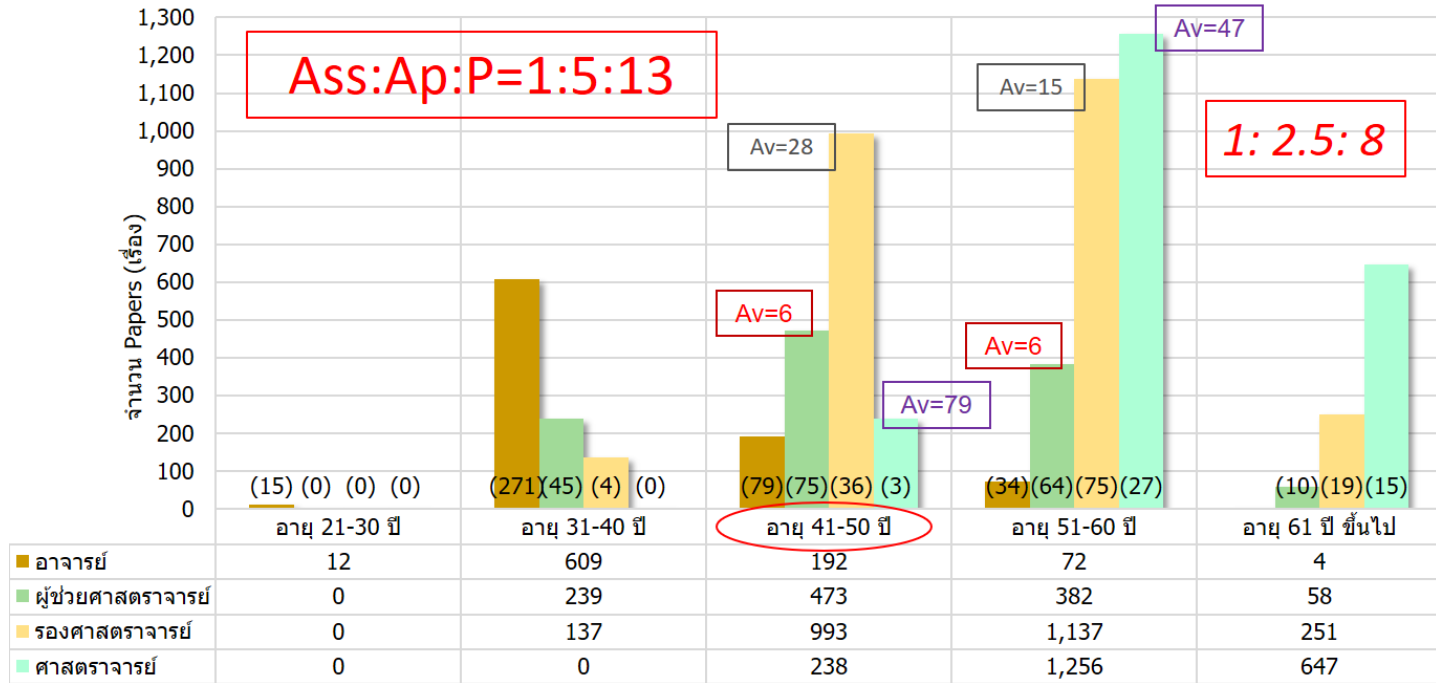 1,300
1,200
1,100
1,000
900
800
700
600
500
400
300
200
100
0
จำนวน Papers (เรื่อง)
Ass:Ap:P=1:5:13
1: 2.5: 8
Av=47
Av=15
Av=28
Av=6
Av=6
Av=79
(15) (0) (0) (0)
(271) (45) (4) (0)
(79) (75) (36) (3)
(34) (64) (75) (27)
(10) (19) (15)
อายุ 21-30 ปี อายุ 31-40 ปี อายุ 41-50 ปี อายุ 51-60 ปี อายุ 61 ปี ขึ้นไป
อาจารย์ 12 609 192 72 4
ผู้ช่วยศาสตราจารย์ 0 239 473 382 58
รองศาสตราจารย์ 0 137 993 1,137 251
ศาสตราจารย์ 0 0 238 1,256 647